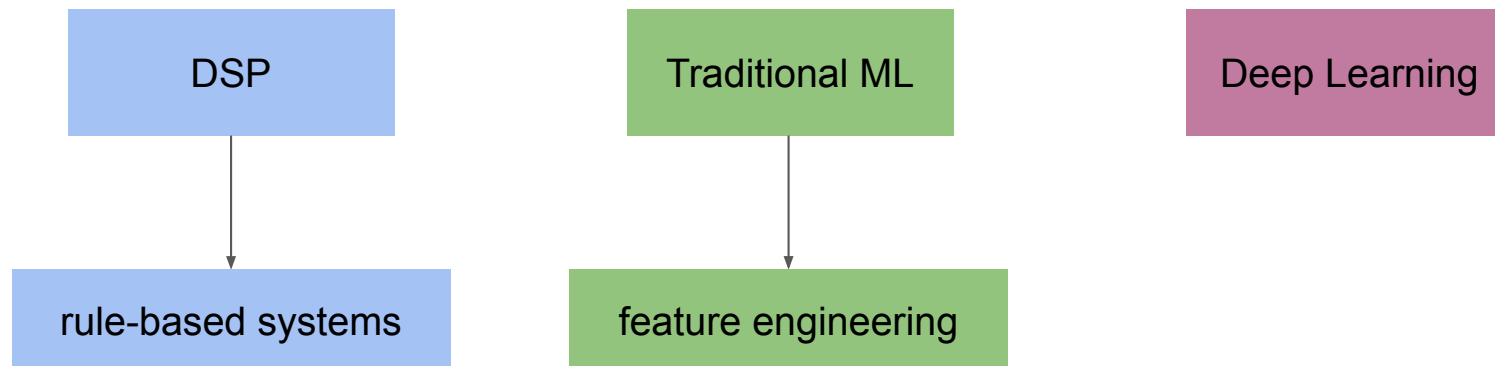 DSP
Traditional ML
Deep Learning
rule-based systems
feature engineering